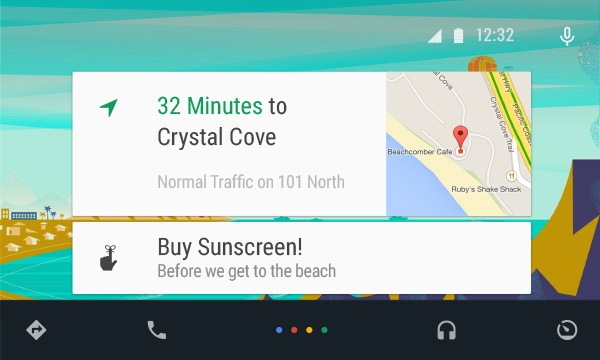 12:32
32 Minutes to
Crystal Cove
Normal Traffic on 101 North
Cove
Hwy
Pacific Coast
Crystal Cove Trail
Beachcomber Cafe
Ruby's Shake Shack
Buy Sunscreen!
Before we get to the beach